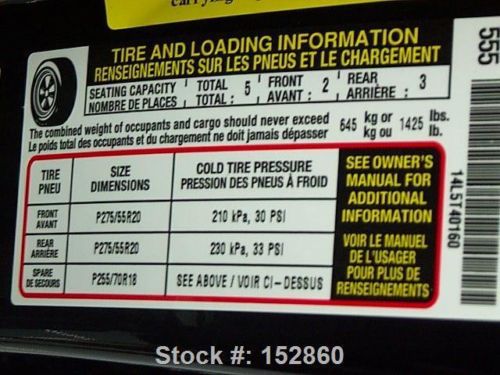 TIRE AND LOADING INFORMATION
RENSEIGNEMENTS SUR LES PNEUS ET LE CHARGEMENT
SEATING CAPACITY TOTAL : 5 FRONT : 2 REAR : 3
NOMBRE DE PLACES TOTAL : 5 AVANT : 2 ARRIÈRE : 3
The combined weight of occupants and cargo should never exceed 645 kg or 1425 lbs.
Le poids total des occupants et du chargement ne doit jamais dépasser kg ou lb.
TIRE SIZE COLD TIRE PRESSURE
PNEU DIMENSIONS PRESSION DES PNEUS À FROID
FRONT
AVANT P275/55R20 210 kPa, 30 PSI
REAR
ARRIÈRE P275/55R20 230 kPa, 33 PSI
SPARE
DE SECOURS P255/70R18 SEE ABOVE / VOIR CI-DESSUS
SEE OWNER'S
MANUAL FOR
ADDITIONAL
INFORMATION
VOIR LE MANUEL
DE L'USAGER
POUR PLUS DE
RENSEIGNEMENTS
555
14L5T40160
Stock #: 152860